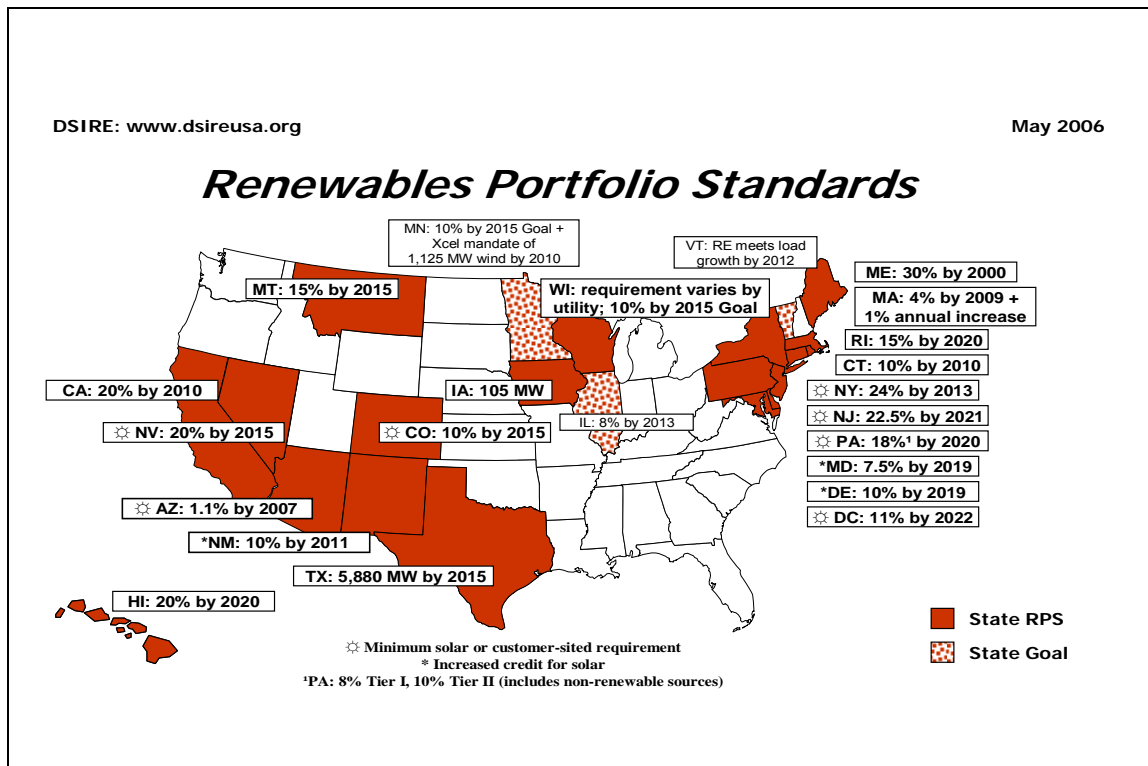 DSIRE: www.dsireusa.org
May 2006
Renewables Portfolio Standards
MN: 10% by 2015 Goal +
Xcel mandate of
1,125 MW wind by 2010
VT: RE meets load
growth by 2012
ME: 30% by 2000
MT: 15% by 2015
WI: requirement varies by
utility; 10% by 2015 Goal
MA: 4% by 2009 +
1% annual increase
RI: 15% by 2020
CT: 10% by 2010
CA: 20% by 2010
IA: 105 MW
☼ NY: 24% by 2013
☼ NJ: 22.5% by 2021
IL: 8% by 2013
☼ NV: 20% by 2015
☼ CO: 10% by 2015
☼ PA: 18%¹ by 2020
*MD: 7.5% by 2019
*DE: 10% by 2019
☼ AZ: 1.1% by 2007
☼ DC: 11% by 2022
*NM: 10% by 2011
TX: 5,880 MW by 2015
HI: 20% by 2020
State RPS
State Goal
☼ Minimum solar or customer-sited requirement
* Increased credit for solar
¹PA: 8% Tier I, 10% Tier II (includes non-renewable sources)